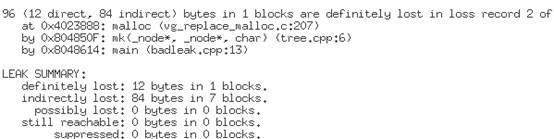 96 (12 direct, 84 indirect) bytes in 1 blocks are definitely lost in loss record 2 of
at 0x4023888: malloc (vg_replace_malloc.c:207)
by 0x804850F: mk(_node*, _node*, char) (tree.cpp:6)
by 0x8048614: main (badleak.cpp:13)
LEAK SUMMARY:
definitely lost: 12 bytes in 1 blocks.
indirectly lost: 84 bytes in 7 blocks.
possibly lost: 0 bytes in 0 blocks.
still reachable: 0 bytes in 0 blocks.
suppressed: 0 bytes in 0 blocks.